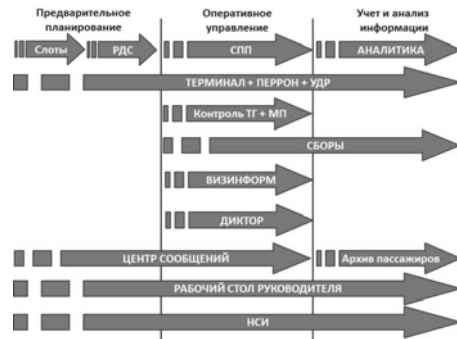 Предварительное
планирование
Оперативное
управление
Учет и анализ
информации
Слоты
РДС
СПП
АНАЛИТИКА
ТЕРМИНАЛ + ПЕРРОН + УДР
Контроль ТГ + МП
СБОРЫ
ВИЗИНФОРМ
ДИКТОР
ЦЕНТР СООБЩЕНИЙ
Архив пассажиров
РАБОЧИЙ СТОЛ РУКОВОДИТЕЛЯ
НСИ